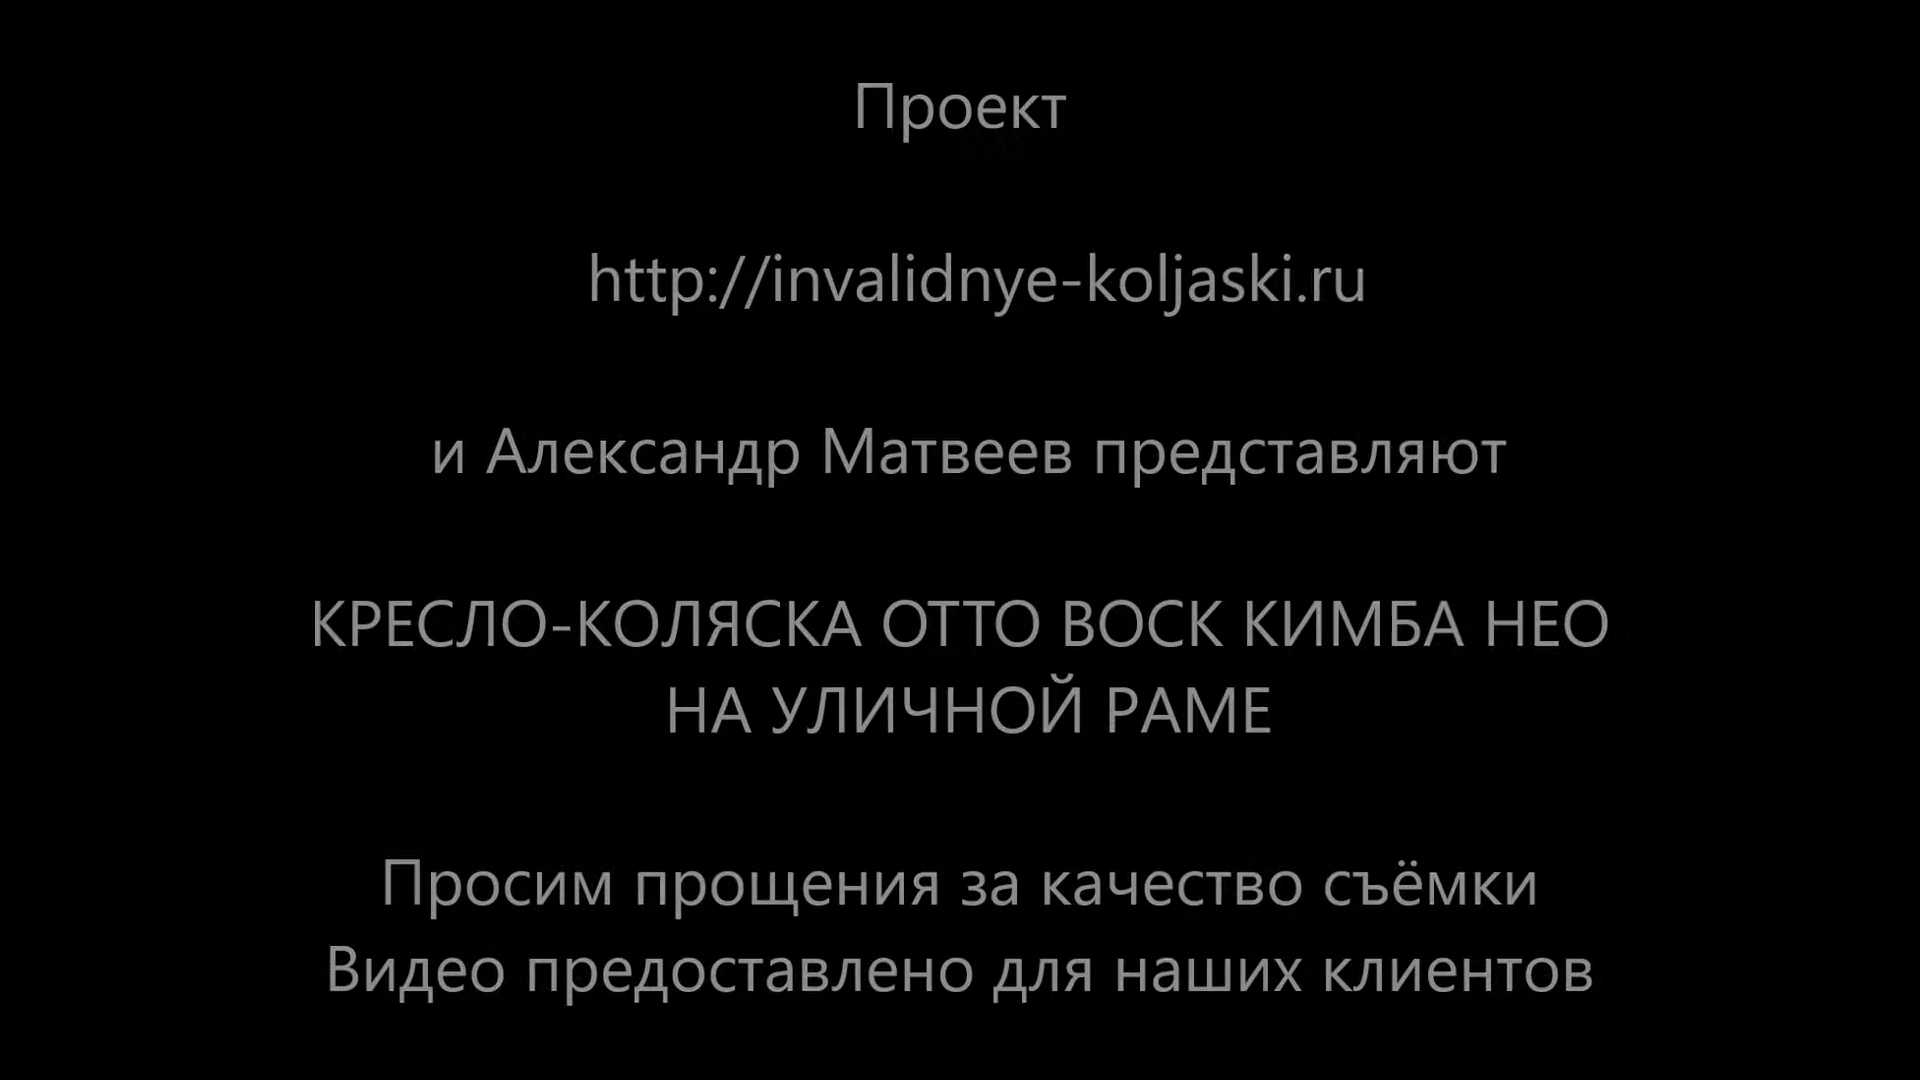 Проект
http://invalidnye-koljaski.ru
и Александр Матвеев представляют
КРЕСЛО-КОЛЯСКА ОТТО ВОСК КИМБА НЕО
НА УЛИЧНОЙ РАМЕ
Просим прощения за качество съёмки
Видео предоставлено для наших клиентов